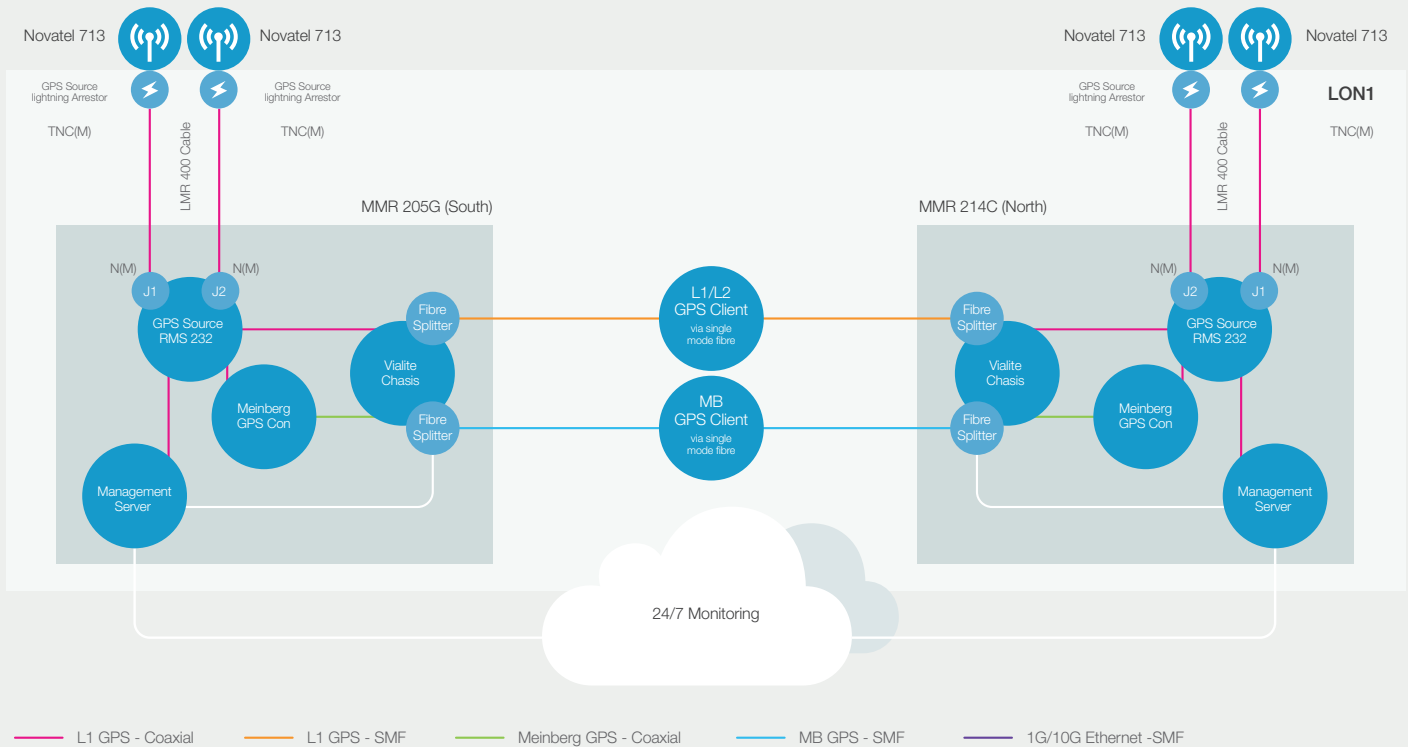 Novatel 713
Novatel 713
Novatel 713
Novatel 713
GPS Source
lightning Arrestor
GPS Source
lightning Arrestor
GPS Source
lightning Arrestor
LON1
TNC(M)
TNC(M)
TNC(M)
TNC(M)
LMR 400 Cable
LMR 400 Cable
MMR 205G (South)
MMR 214C (North)
N(M)
N(M)
N(M)
N(M)
J1
J2
J2
J1
GPS Source
RMS 232
Fibre
Splitter
L1/L2
GPS Client
via single
mode fibre
Fibre
Splitter
GPS Source
RMS 232
Vialite
Chasis
Vialite
Chasis
Meinberg
GPS Con
Fibre
Splitter
MB
GPS Client
via single
mode fibre
Fibre
Splitter
Meinberg
GPS Con
Management
Server
Management
Server
24/7 Monitoring
L1 GPS - Coaxial
L1 GPS - SMF
Meinberg GPS - Coaxial
MB GPS - SMF
1G/10G Ethernet -SMF